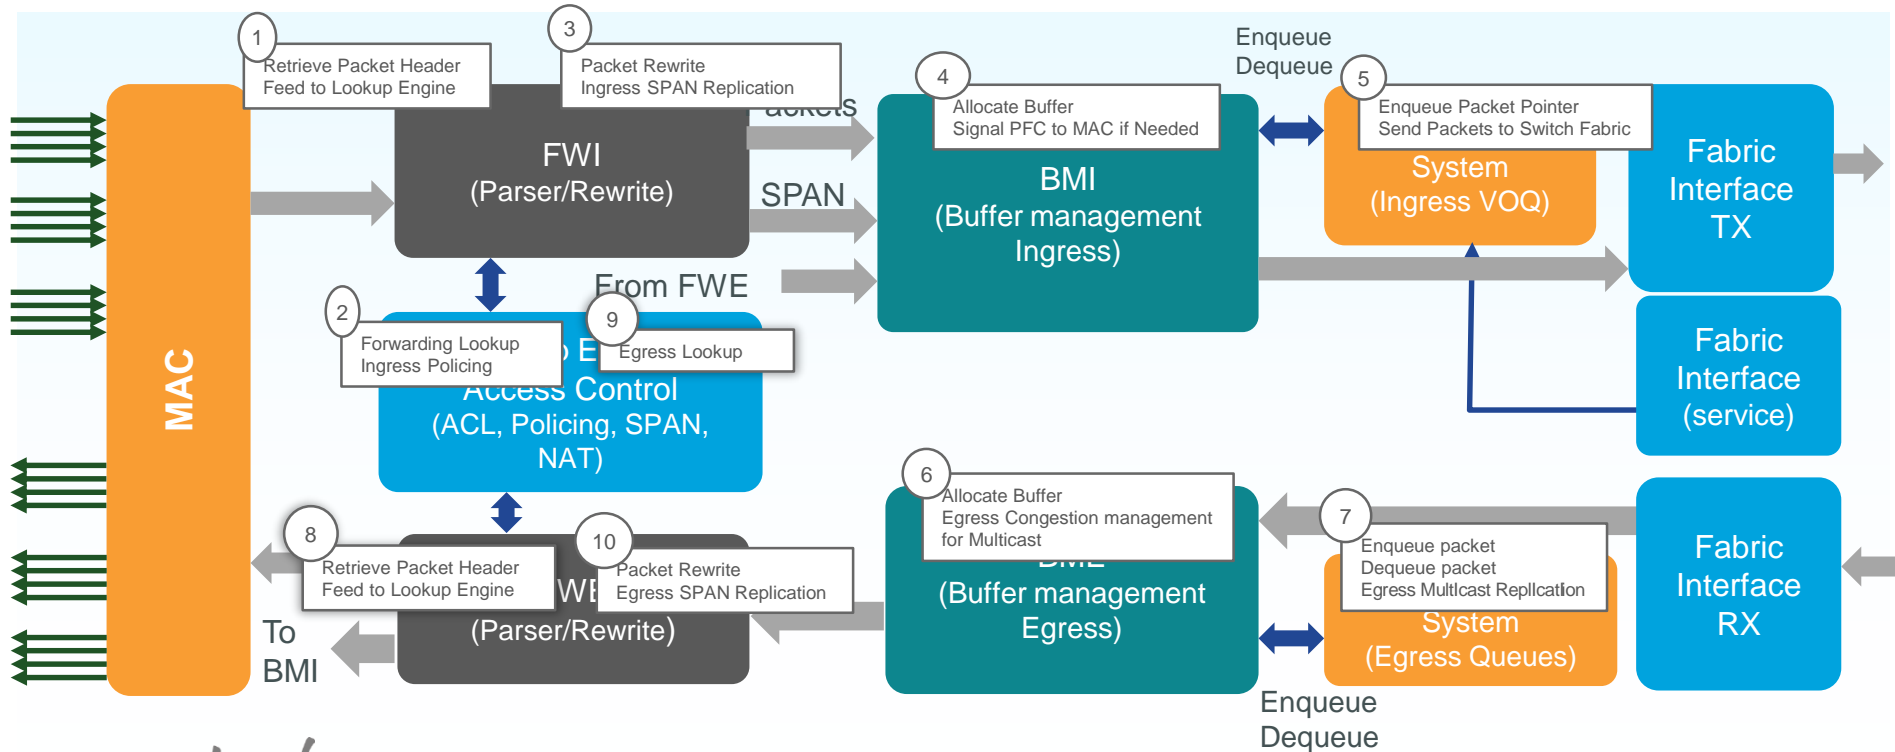 1
Retrieve Packet Header
Feed to Lookup Engine
3
Packet Rewrite
Ingress SPAN Replication
FWI
(Parser/Rewrite)
SPAN
From FWE
4
Allocate Buffer
Signal PFC to MAC if Needed
BMI
(Buffer management
Ingress)
Enqueue
Dequeue
5
Enqueue Packet Pointer
Send Packets to Switch Fabric
System
(Ingress VOQ)
Fabric
Interface
TX
MAC
2
Forwarding Lookup
Ingress Policing
9
Egress Lookup
Access Control
(ACL, Policing, SPAN,
NAT)
Fabric
Interface
(service)
8
Retrieve Packet Header
Feed to Lookup Engine
10
Packet Rewrite
Egress SPAN Replication
(Parser/Rewrite)
To
BMI
6
Allocate Buffer
Egress Congestion management
for Multicast
(Buffer management
Egress)
7
Enqueue packet
Dequeue packet
Egress Multicast Replication
System
(Egress Queues)
Enqueue
Dequeue
Fabric
Interface
RX